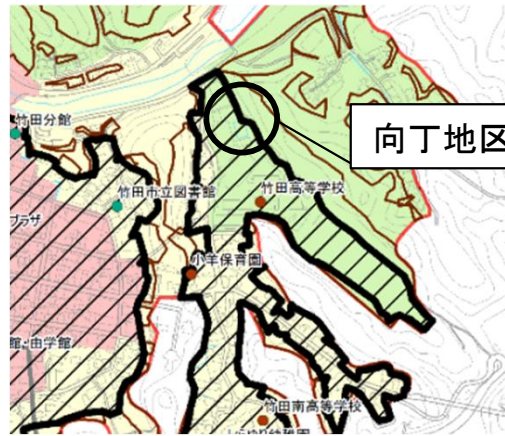 竹田分館
向丁地区
竹田市立図書館
竹田高等学校
プラザ
小羊保育園
館・由学館
竹田南高等学校